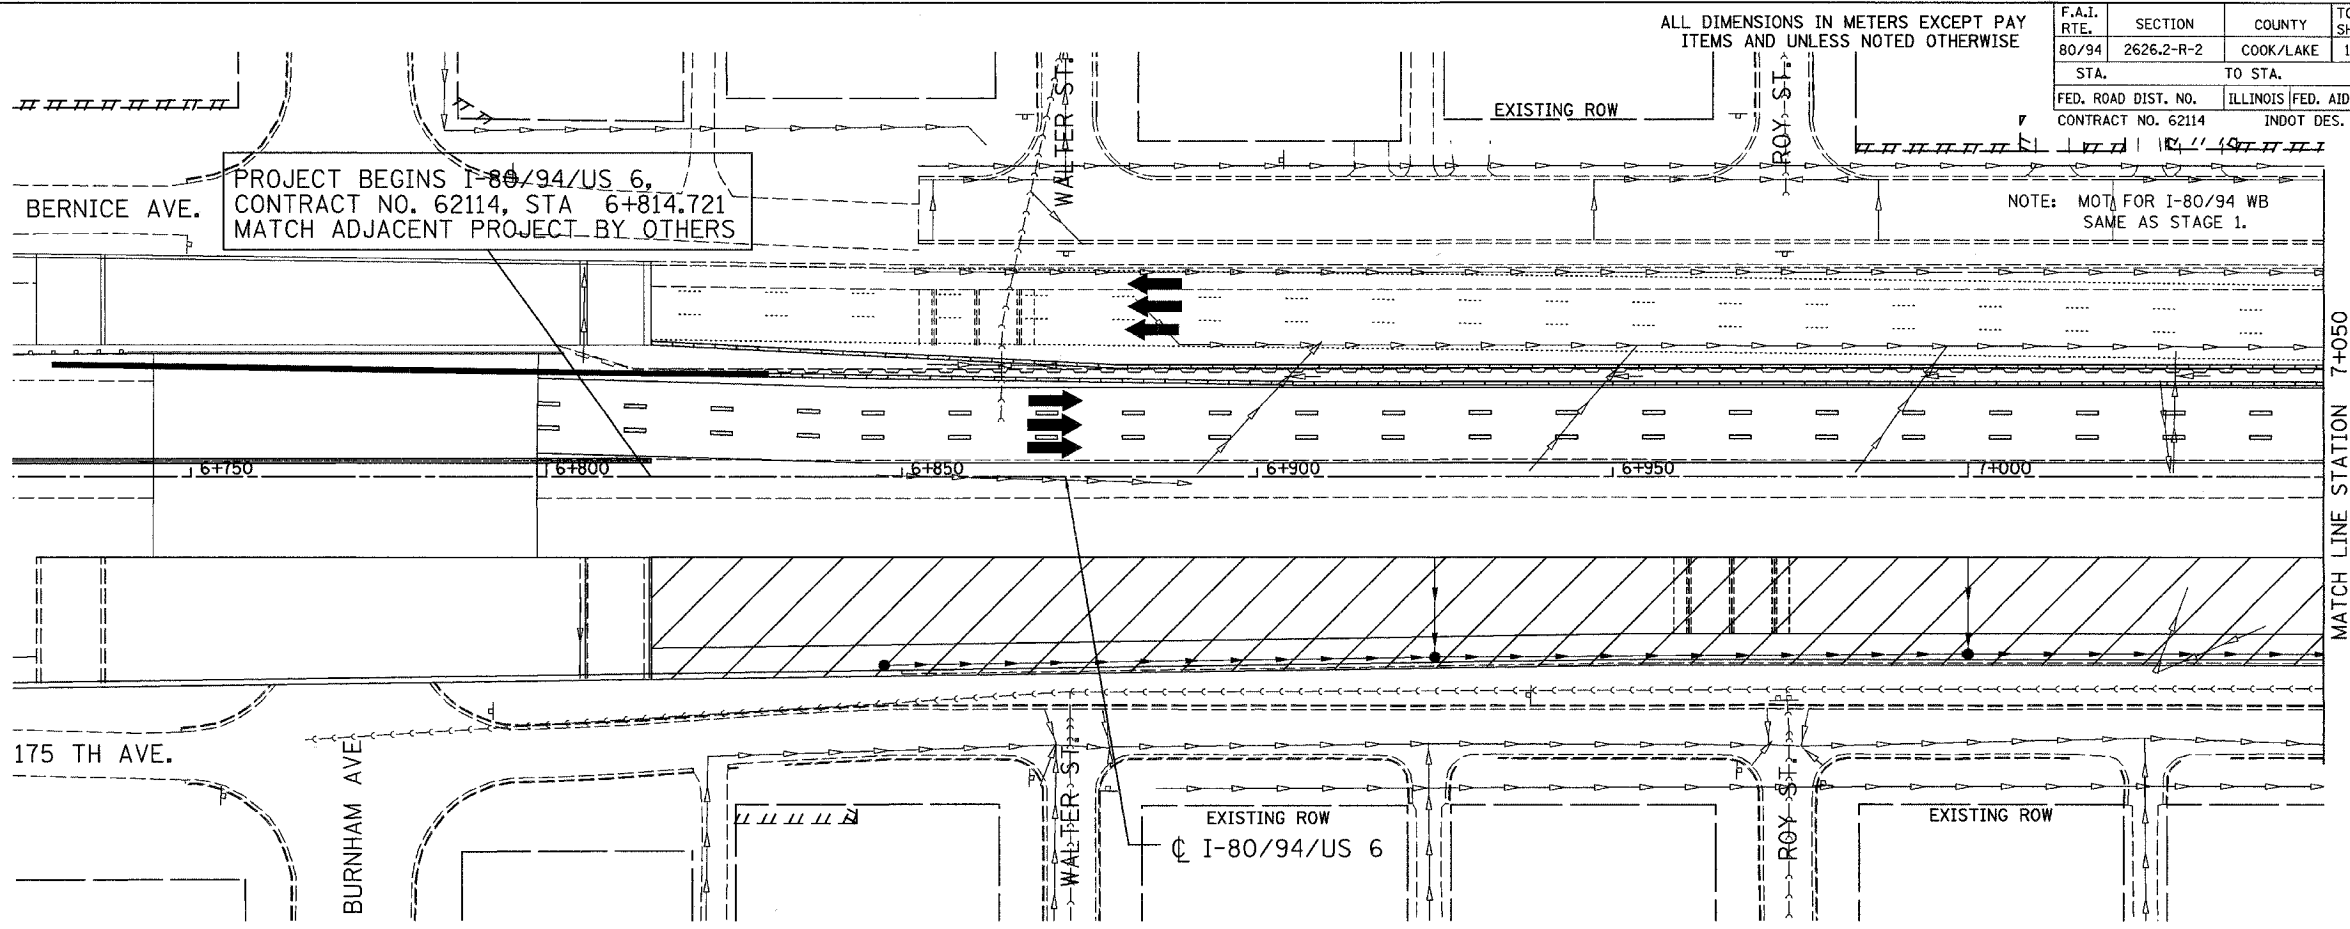 ALL DIMENSIONS IN METERS EXCEPT PAY
ITEMS AND UNLESS NOTED OTHERWISE
F.A.I. RTE. SECTION COUNTY
80/94 2626.2-R-2 COOK/LAKE 1
STA. TO STA.
FED. ROAD DIST. NO. ILLINOIS FED. AID
CONTRACT NO. 62114 INDOT DES.
WALTER ST.
ROY ST.
EXISTING ROW
PROJECT BEGINS I-80/94/US 6,
CONTRACT NO. 62114, STA 6+814.721
MATCH ADJACENT PROJECT BY OTHERS
BERNICE AVE.
NOTE: MOT FOR I-80/94 WB
SAME AS STAGE 1.
6+750
6+800
6+850
6+900
6+950
7+000
MATCH LINE STATION 7+050
175 TH AVE.
BURNHAM AVE
WALTER ST.
ROY ST.
EXISTING ROW
EXISTING ROW
℄ I-80/94/US 6